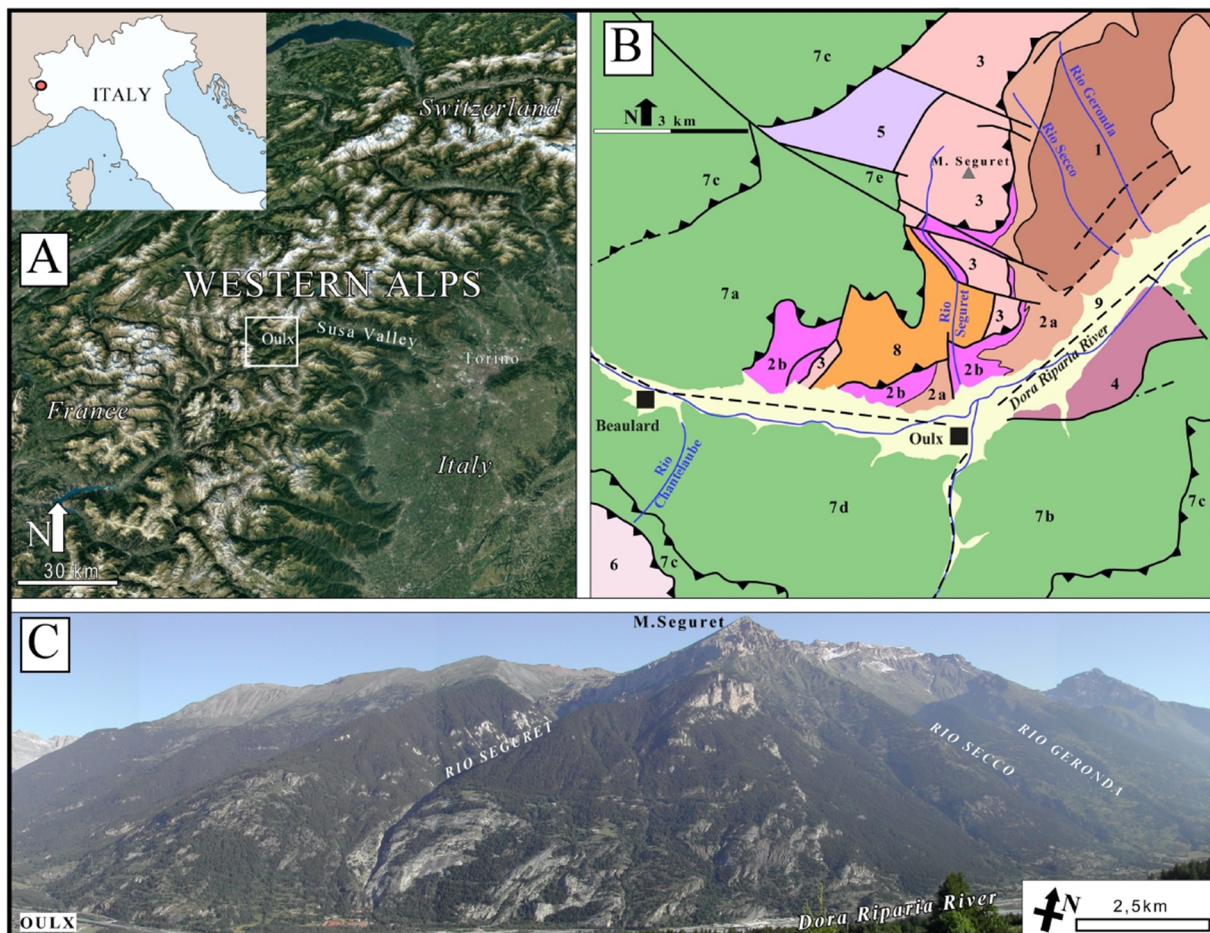 ITALY
A
Switzerland
WESTERN ALPS
Oulx
Susa Valley
Torino
France
Italy
N
30 km
B
N
3 km
7c
3
Rio Geronda
Rio Secco
5
1
M. Seguret
7c
7e
3
3
9
7a
Rio Seguret
3
2a
8
2b
3
2b
2a
2b
Dora Riparia River
4
Beaulard
Oulx
Rio Chantelaube
7d
7b
7c
7c
6
C
M.Seguret
RIO SEGURET
RIO SECCO
RIO GERONDA
OULX
Dora Riparia River
N
2,5km